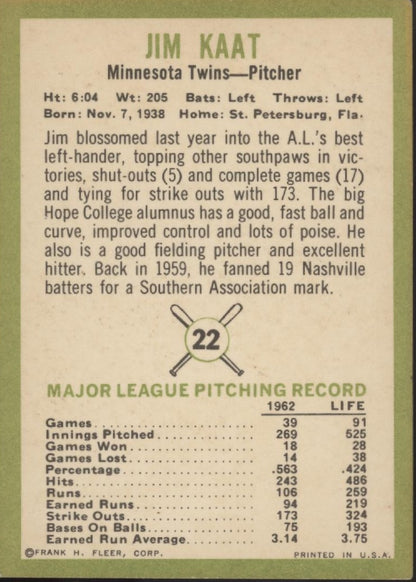 JIM KAAT
Minnesota Twins—Pitcher
Ht: 6:04 Wt: 205 Bats: Left Throws: Left
Born: Nov. 7, 1938 Home: St. Petersburg, Fla.
Jim blossomed last year into the A.L.'s best
left-hander, topping other southpaws in vic-
tories, shut-outs (5) and complete games (17)
and tying for strike outs with 173. The big
Hope College alumnus has a good, fast ball and
curve, improved control and lots of poise. He
also is a good fielding pitcher and excellent
hitter. Back in 1959, he fanned 19 Nashville
batters for a Southern Association mark.
22
MAJOR LEAGUE PITCHING RECORD
1962 LIFE
Games 39 91
Innings Pitched 269 525
Games Won 18 28
Games Lost 14 38
Percentage .563 .424
Hits 243 486
Runs 106 259
Earned Runs 94 219
Strike Outs 173 324
Bases On Balls 75 193
Earned Run Average 3.14 3.75
©FRANK H. FLEER, CORP. PRINTED IN U.S.A.